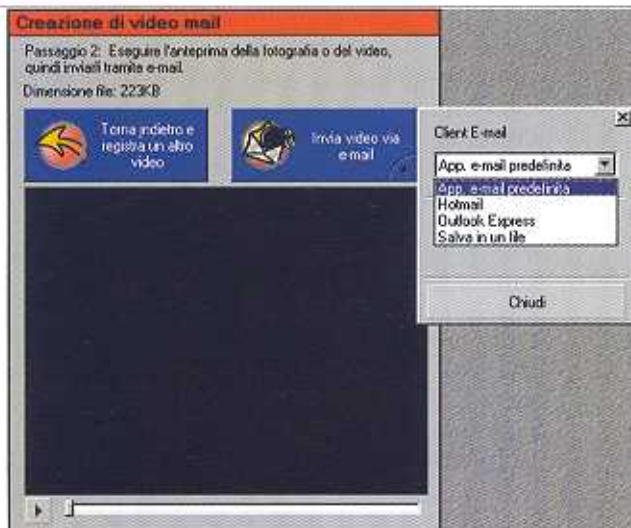 Creazione di video mail
Passaggio 2: Eseguire l'anteprima della fotografia o del video,
quindi inviarli tramite e-mail.
Dimensione file: 223KB
Torna indietro e
registra un altro
video
Invia video via
e-mail
Client E-mail
App. e-mail predefinita
App. e-mail predefinita
Hotmail
Outlook Express
Salva in un file
Chiudi